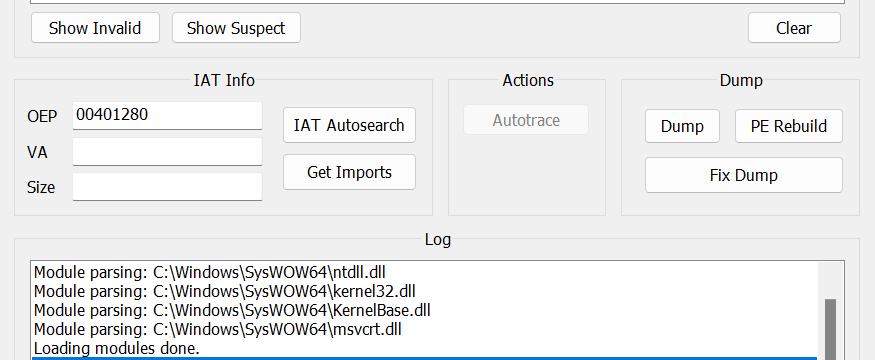 Show Invalid Show Suspect Clear
IAT Info Actions Dump
OEP 00401280 IAT Autosearch Autotrace Dump PE Rebuild
VA
Get Imports Fix Dump
Size
Log
Module parsing: C:\Windows\SysWOW64\ntdll.dll
Module parsing: C:\Windows\SysWOW64\kernel32.dll
Module parsing: C:\Windows\SysWOW64\KernelBase.dll
Module parsing: C:\Windows\SysWOW64\msvcrt.dll
Loading modules done.